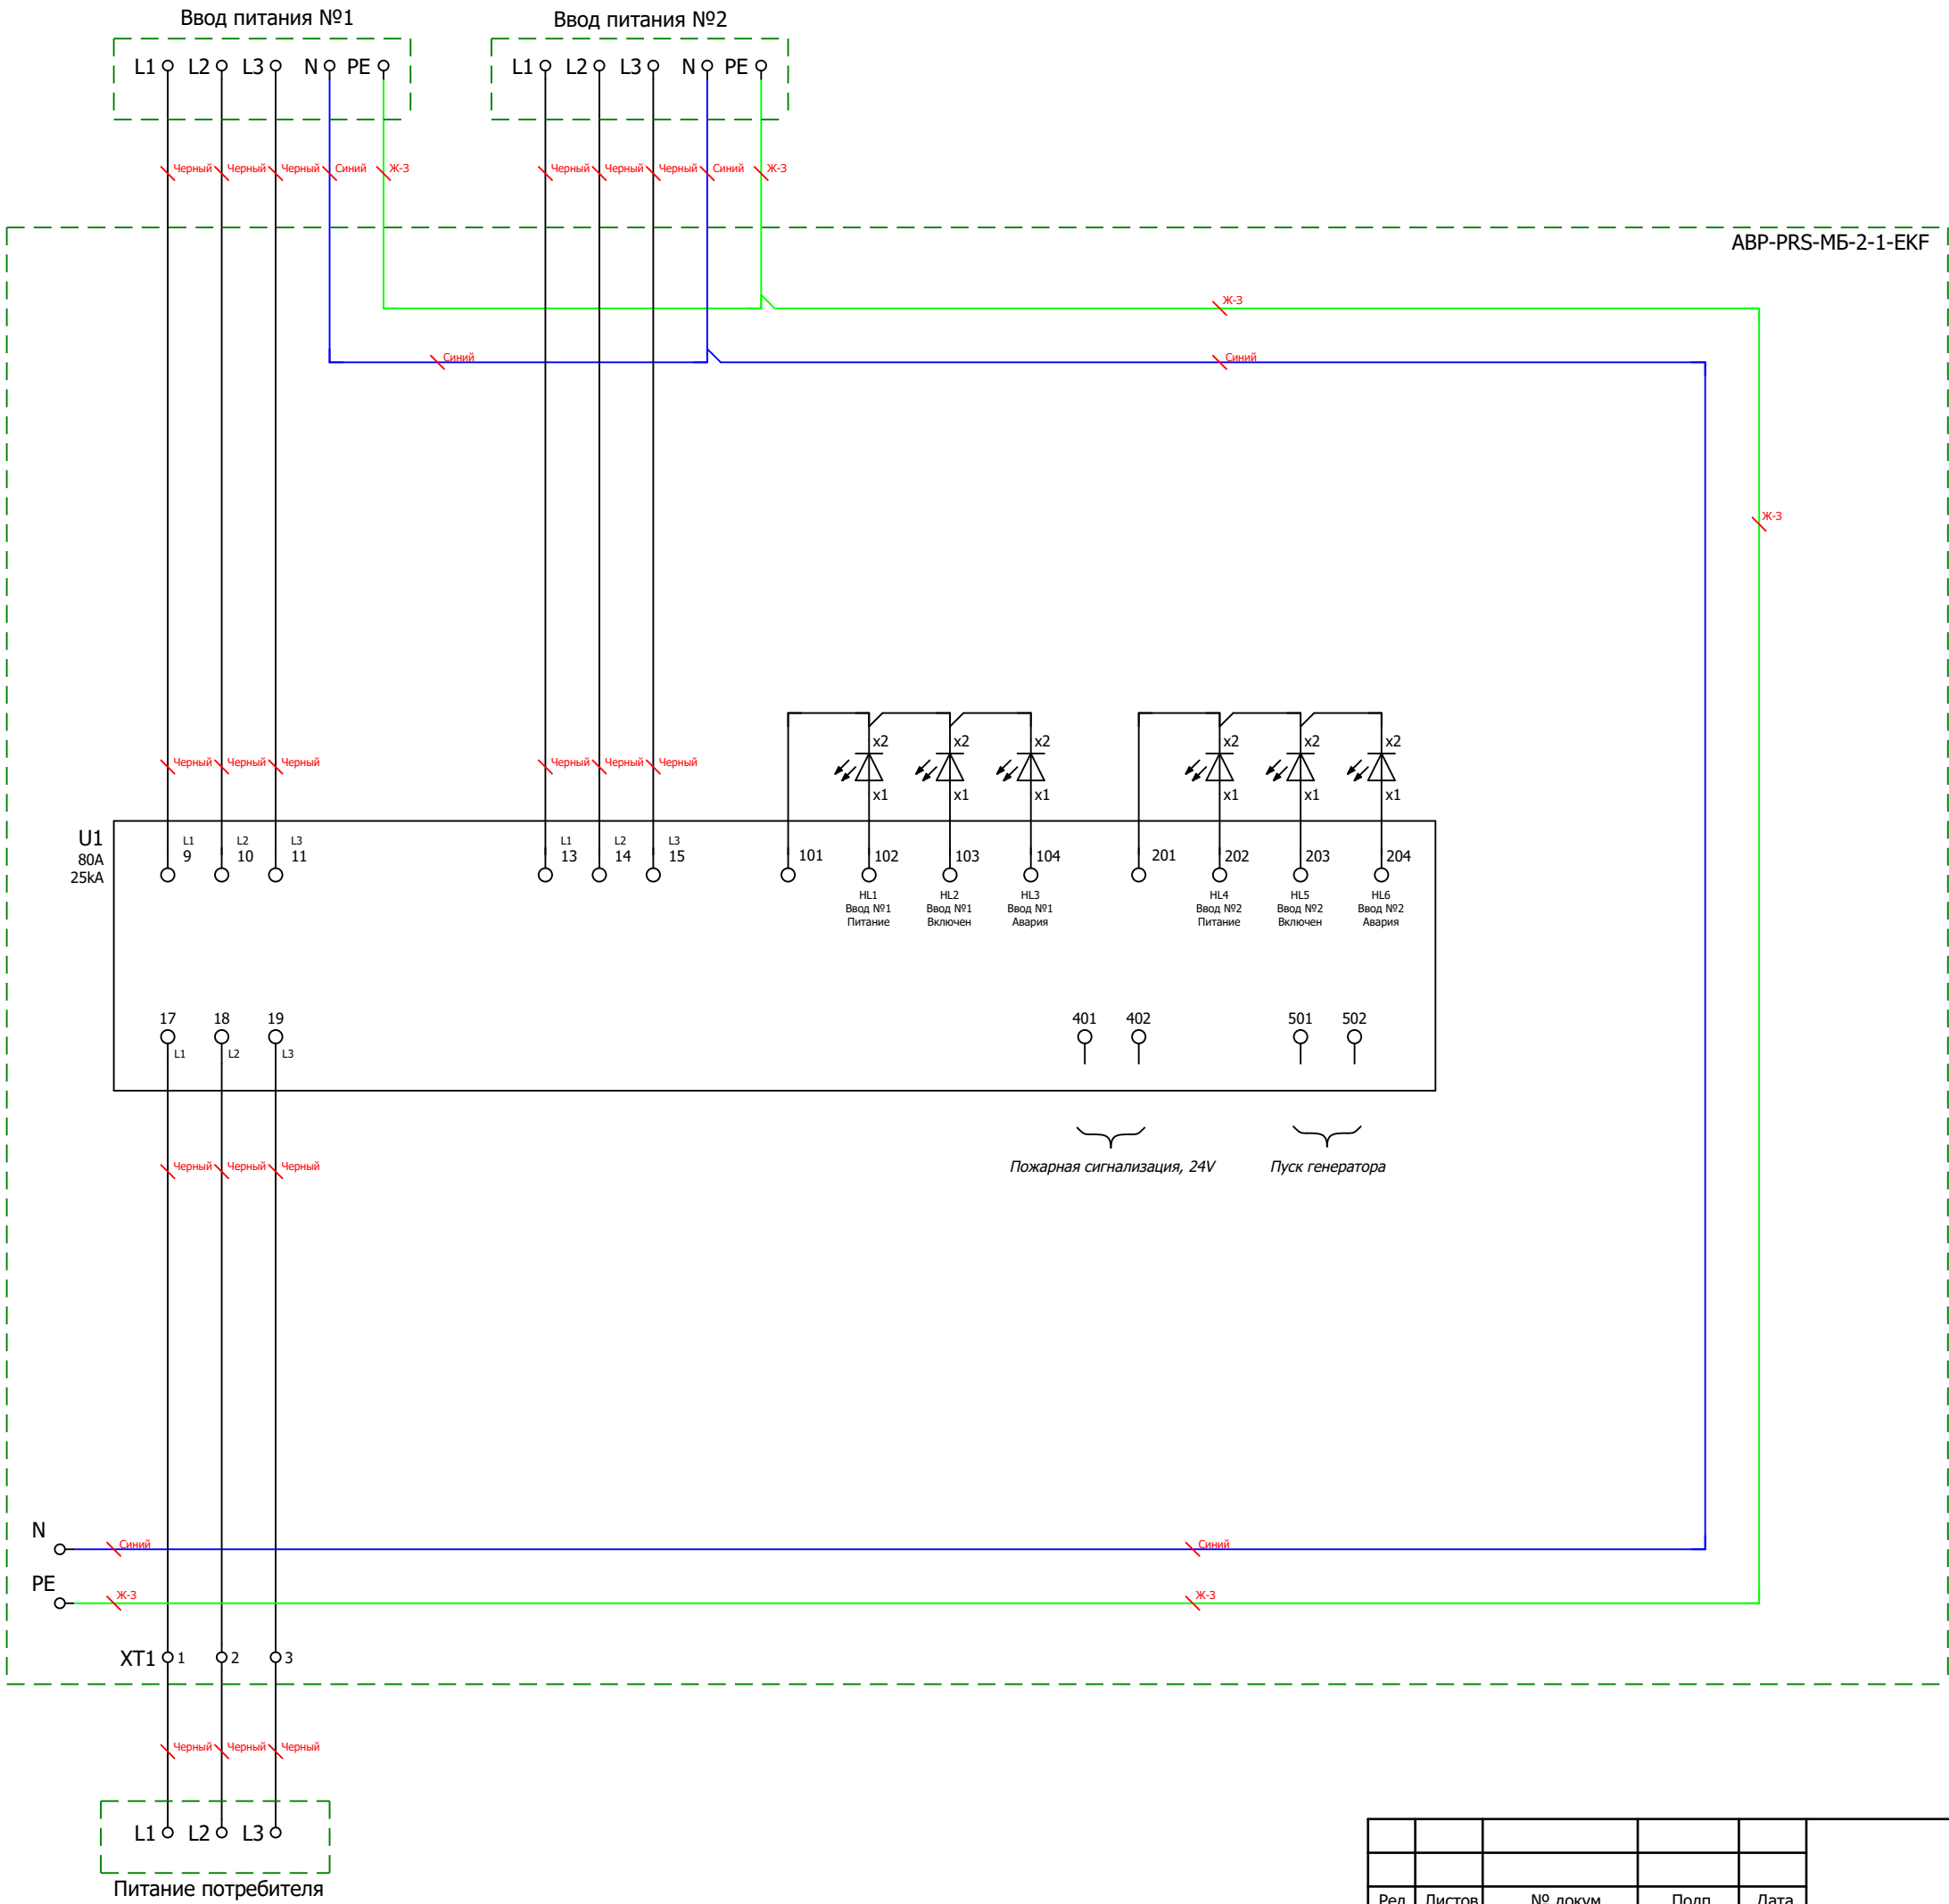 Ввод питания №1
Ввод питания №2
L1 L2 L3 N PE
L1 L2 L3 N PE
Черный Черный Черный Синий Ж-З
Черный Черный Черный Синий Ж-З
АВР-PRS-МБ-2-1-EKF
Ж-З
Синий
Синий
Ж-З
x2 x2 x2 x2 x2 x2
Черный Черный Черный
Черный Черный Черный
x1 x1 x1 x1 x1 x1
U1
80A
25kA
L1 L2 L3
9 10 11
L1 L2 L3
13 14 15
101 102 103 104
201 202 203 204
HL1
Ввод №1
Питание
HL2
Ввод №1
Включен
HL3
Ввод №1
Авария
HL4
Ввод №2
Питание
HL5
Ввод №2
Включен
HL6
Ввод №2
Авария
17 18 19
L1 L2 L3
401 402
501 502
Пожарная сигнализация, 24V
Пуск генератора
Черный Черный Черный
N
Синий
Синий
PE
Ж-З
Ж-З
XT1 1 2 3
Черный Черный Черный
L1 L2 L3
Питание потребителя
Ред Листов № докум. Подп. Дата